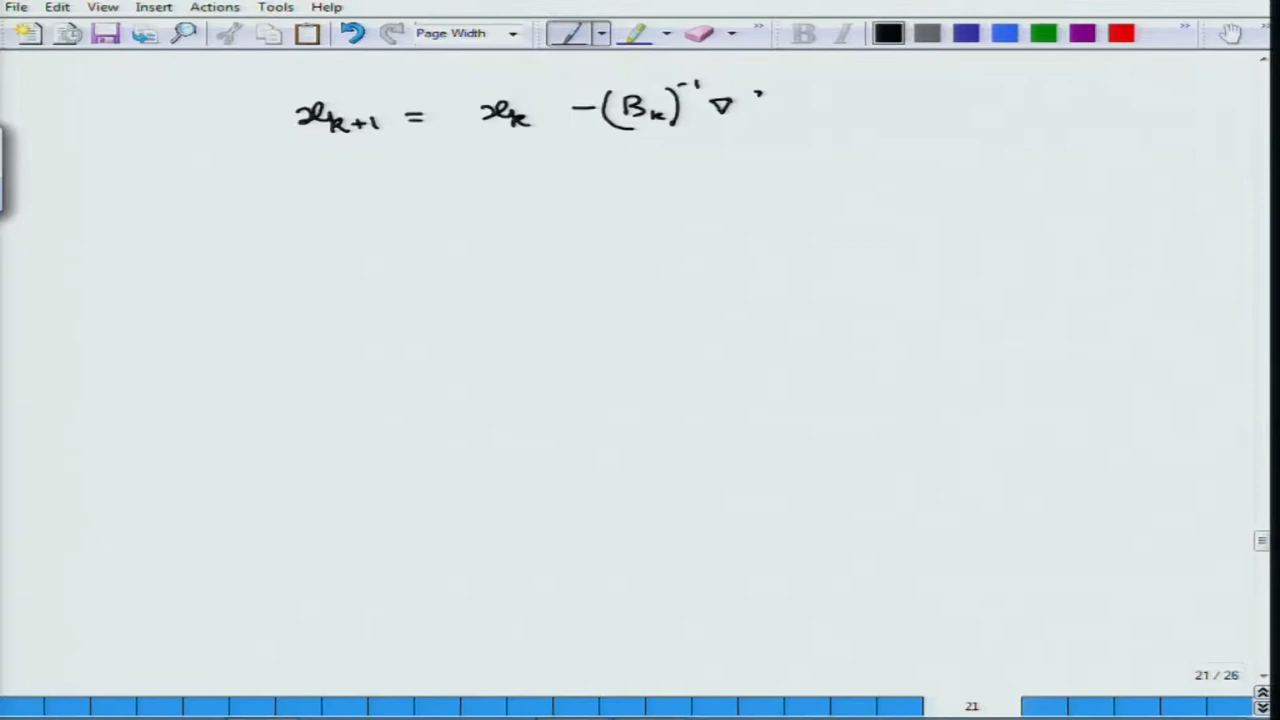 File Edit View Insert Actions Tools Help
Page Width B I
x_{k+1} = x_k - (B_k)^{-1} ∇
21 / 26
21